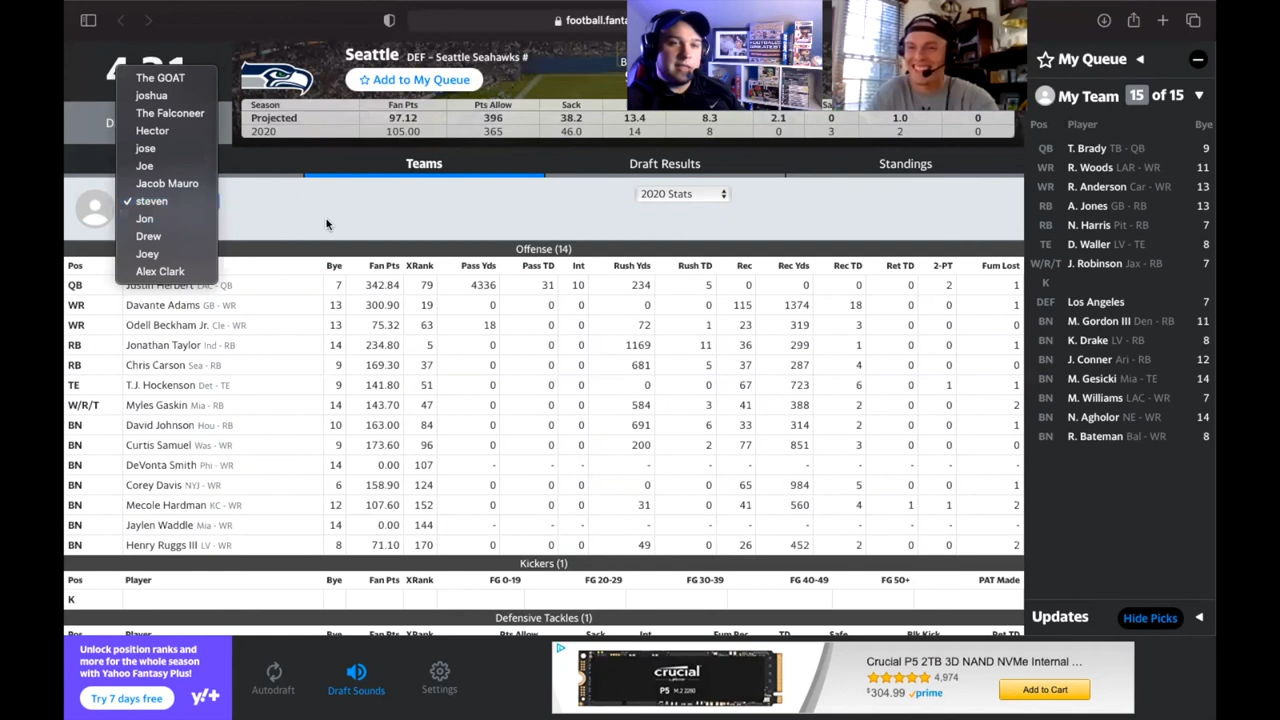 football.fanta
Seattle DEF - Seattle Seahawks #
Add to My Queue
Season Fan Pts Pts Allow Sack
Projected 97.12 396 38.2 13.4 8.3 2.1 0 1.0 0
2020 105.00 365 46.0 14 8 0 3 2 0
The GOAT
joshua
The Falconeer
Hector
jose
Joe
Jacob Mauro
✓ steven
Jon
Drew
Joey
Alex Clark
Teams Draft Results Standings
2020 Stats
Offense (14)
Pos Bye Fan Pts XRank Pass Yds Pass TD Int Rush Yds Rush TD Rec Rec Yds Rec TD Ret TD 2-PT Fum Lost
QB Justin Herbert LAC - QB 7 342.84 79 4336 31 10 234 5 0 0 0 0 2 1
WR Davante Adams GB - WR 13 300.90 19 0 0 0 0 0 115 1374 18 0 0 0
WR Odell Beckham Jr. Cle - WR 13 75.32 63 18 0 0 72 1 23 319 3 0 0 0
RB Jonathan Taylor Ind - RB 14 234.80 5 0 0 0 1169 11 36 299 1 0 0 1
RB Chris Carson Sea - RB 9 169.30 37 0 0 0 681 5 37 287 4 0 0 1
TE T.J. Hockenson Det - TE 9 141.80 51 0 0 0 0 0 67 723 6 0 1 1
W/R/T Myles Gaskin Mia - RB 14 143.70 47 0 0 0 584 3 41 388 2 0 0 2
BN David Johnson Hou - RB 10 163.00 84 0 0 0 691 6 33 314 2 0 0 1
BN Curtis Samuel Was - WR 9 173.60 96 0 0 0 200 2 77 851 3 0 0 0
BN DeVonta Smith Phi - WR 14 0.00 107 - - - - - - - - - - -
BN Corey Davis NYJ - WR 6 158.90 124 0 0 0 0 0 65 984 5 0 0 1
BN Mecole Hardman KC - WR 12 107.60 152 0 0 0 31 0 41 560 4 1 1 2
BN Jaylen Waddle Mia - WR 14 0.00 144 - - - - - - - - - - -
BN Henry Ruggs III LV - WR 8 71.10 170 0 0 0 49 0 26 452 2 0 0 2
Kickers (1)
Pos Player FG 0-19 FG 20-29 FG 30-39 FG 40-49 FG 50+ PAT Made
K
Defensive Tackles (1)
Pos Player Pts Allow Sack Int Fum Rec TD Safe Blk Kick Ret TD
My Queue
My Team 15 of 15
Pos Player Bye
QB T. Brady TB - QB 9
WR R. Woods LAR - WR 11
WR R. Anderson Car - WR 13
RB A. Jones GB - RB 13
RB N. Harris Pit - RB 7
TE D. Waller LV - TE 8
W/R/T J. Robinson Jax - RB 7
K
DEF Los Angeles 7
BN M. Gordon III Den - RB 11
BN K. Drake LV - RB 8
BN J. Conner Ari - RB 12
BN M. Gesicki Mia - TE 14
BN M. Williams LAC - WR 7
BN N. Agholor NE - WR 14
BN R. Bateman Bal - WR 8
Updates Hide Picks
Unlock position ranks and
more for the whole season
with Yahoo Fantasy Plus!
Try 7 days free y!+
Autodraft
Draft Sounds
Settings
crucial
P5 M.2 2280
Crucial P5 2TB 3D NAND NVMe Internal ...
4,974
$304.99 prime
Add to Cart